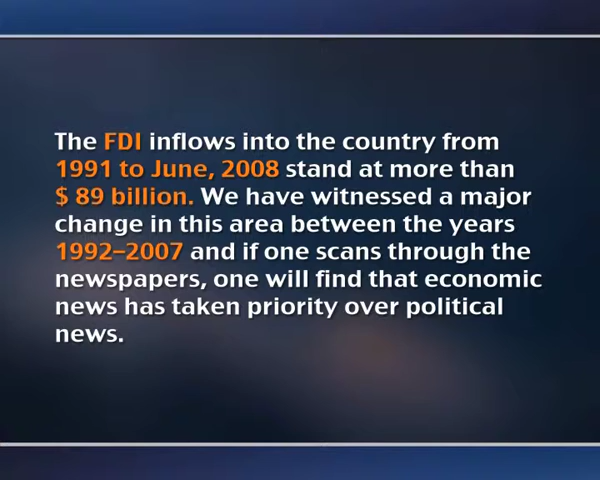 The FDI inflows into the country from
1991 to June, 2008 stand at more than
$ 89 billion. We have witnessed a major
change in this area between the years
1992–2007 and if one scans through the
newspapers, one will find that economic
news has taken priority over political
news.